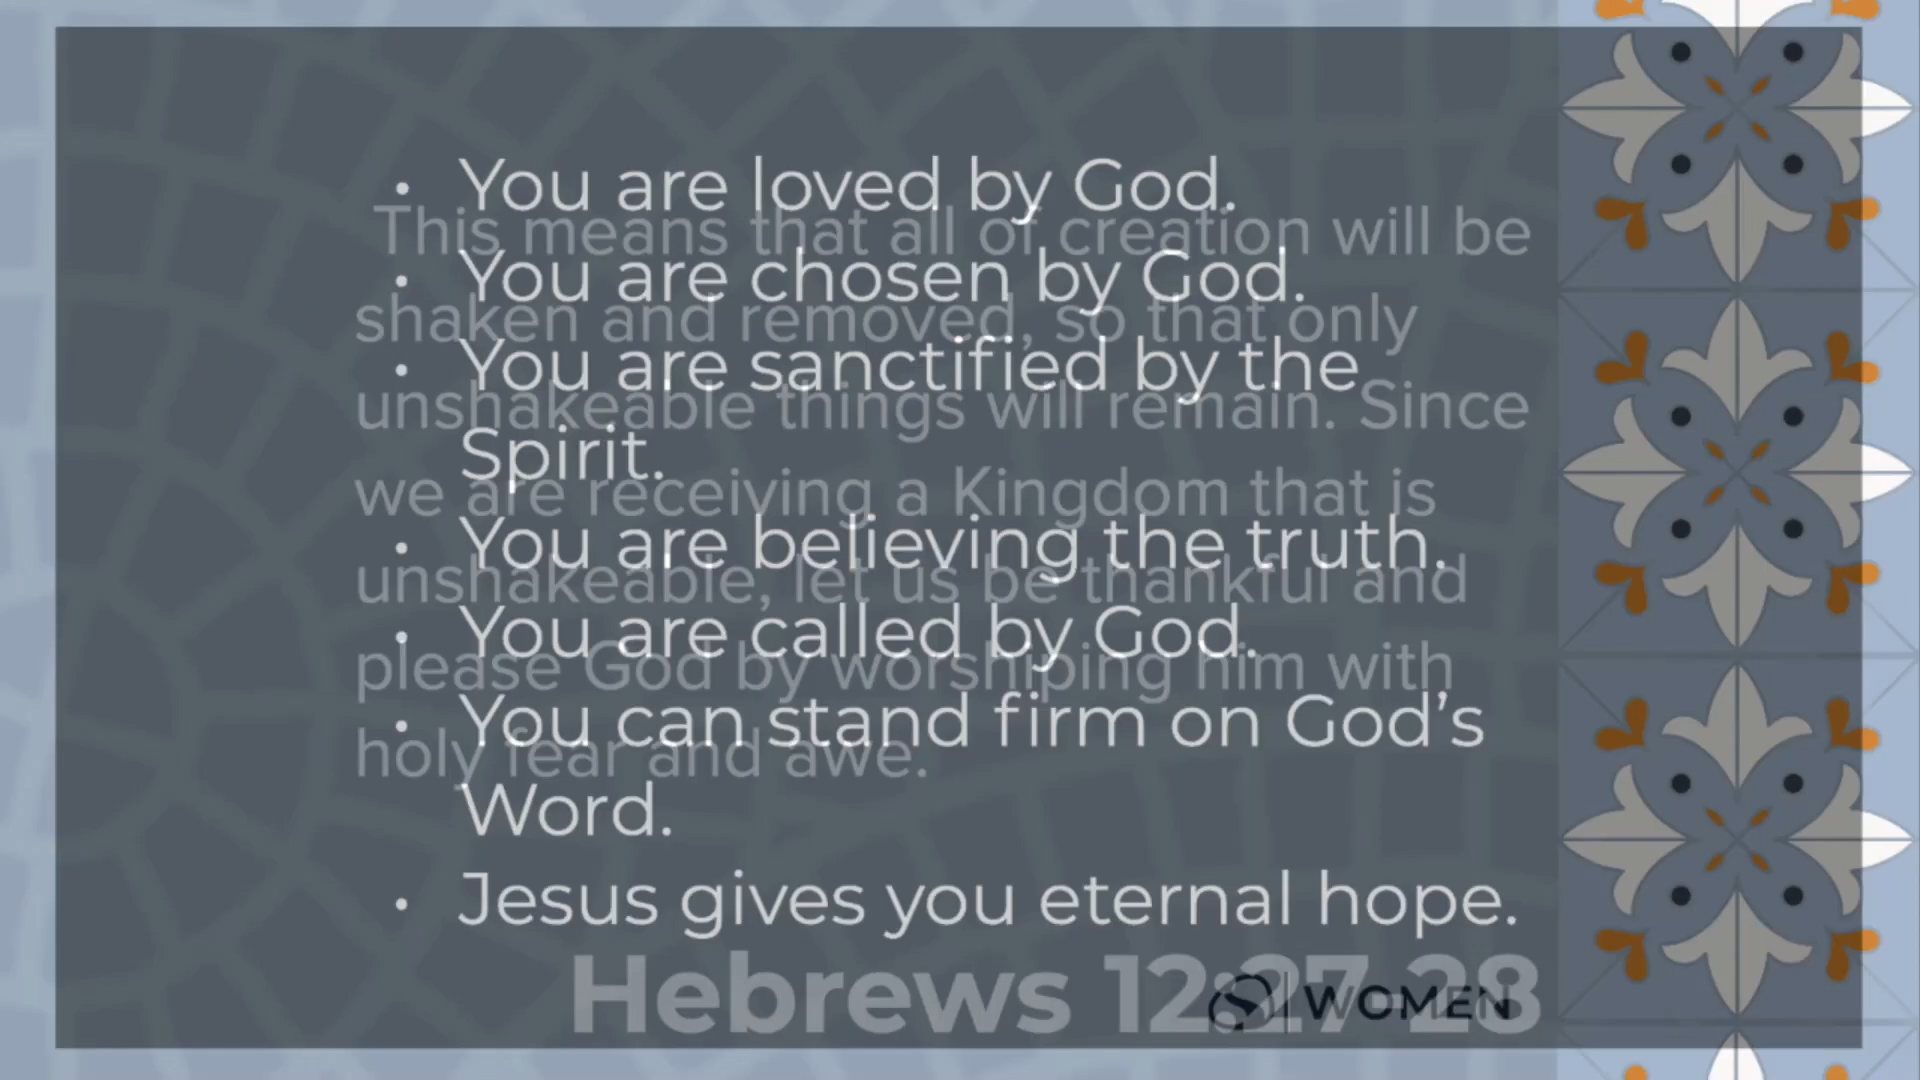 • You are loved by God.
• You are chosen by God.
• You are sanctified by the
Spirit.
• You are believing the truth.
• You are called by God.
• You can stand firm on God’s
Word.
• Jesus gives you eternal hope.
This means that all of creation will be
shaken and removed, so that only
unshakeable things will remain. Since
we are receiving a Kingdom that is
unshakeable, let us be thankful and
please God by worshiping him with
holy fear and awe.
Hebrews 12:27-28
S WOMEN